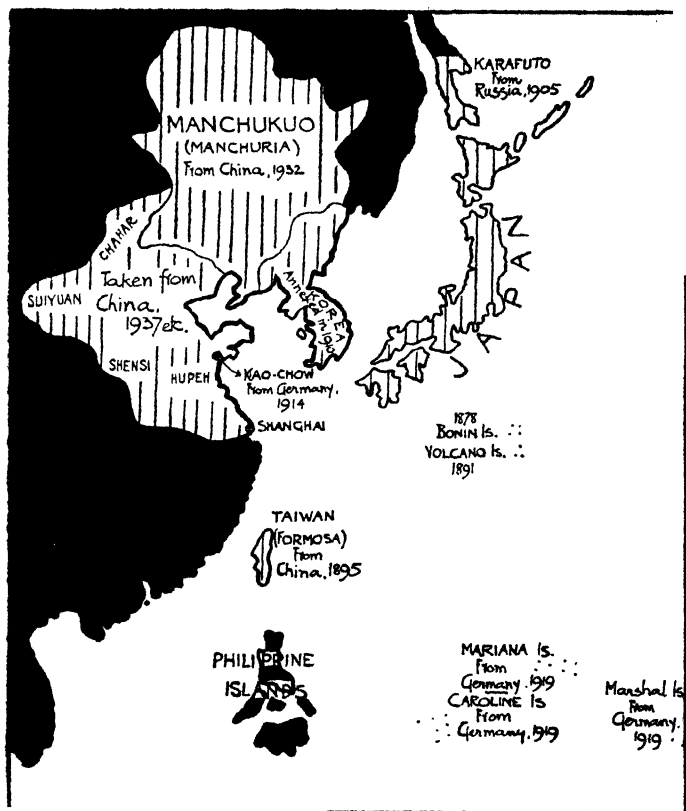 KARAFUTO
From
Russia, 1905
MANCHUKUO
(MANCHURIA)
From China, 1932
CHAHAR
SUIYUAN
Taken from
China,
1937 etc.
SHENSI
HUPEH
KOREA
Annexed in 1910
JAPAN
KIAO-CHOW
From Germany,
1914
SHANGHAI
1878
BONIN Is.
VOLCANO Is.
1891
TAIWAN
(FORMOSA)
From
China, 1895
PHILIPPINE
ISLANDS
MARIANA Is.
From
Germany 1919
CAROLINE Is
From
Germany, 1919
Marshal Is
From
Germany.
1919